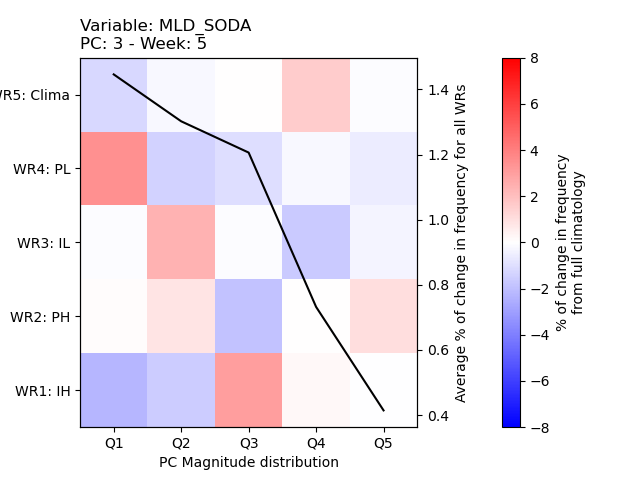 Variable: MLD_SODA
PC: 3 - Week: 5
WR5: Clima
WR4: PL
WR3: IL
WR2: PH
WR1: IH
Q1 Q2 Q3 Q4 Q5
PC Magnitude distribution
1.4
1.2
1.0
0.8
0.6
0.4
Average % of change in frequency for all WRs
8
6
4
2
0
−2
−4
−6
−8
% of change in frequency
from full climatology